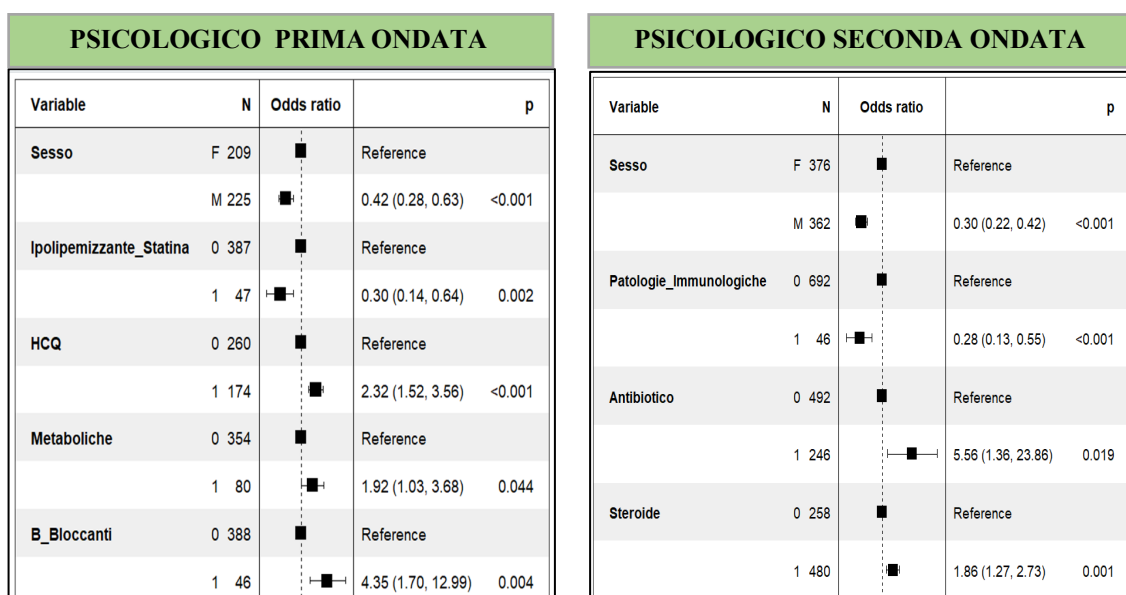 PSICOLOGICO PRIMA ONDATA
Variable N Odds ratio p
Sesso F 209 Reference
M 225 0.42 (0.28, 0.63) <0.001
Ipolipemizzante_Statina 0 387 Reference
1 47 0.30 (0.14, 0.64) 0.002
HCQ 0 260 Reference
1 174 2.32 (1.52, 3.56) <0.001
Metaboliche 0 354 Reference
1 80 1.92 (1.03, 3.68) 0.044
B_Bloccanti 0 388 Reference
1 46 4.35 (1.70, 12.99) 0.004
PSICOLOGICO SECONDA ONDATA
Variable N Odds ratio p
Sesso F 376 Reference
M 362 0.30 (0.22, 0.42) <0.001
Patologie_Immunologiche 0 692 Reference
1 46 0.28 (0.13, 0.55) <0.001
Antibiotico 0 492 Reference
1 246 5.56 (1.36, 23.86) 0.019
Steroide 0 258 Reference
1 480 1.86 (1.27, 2.73) 0.001